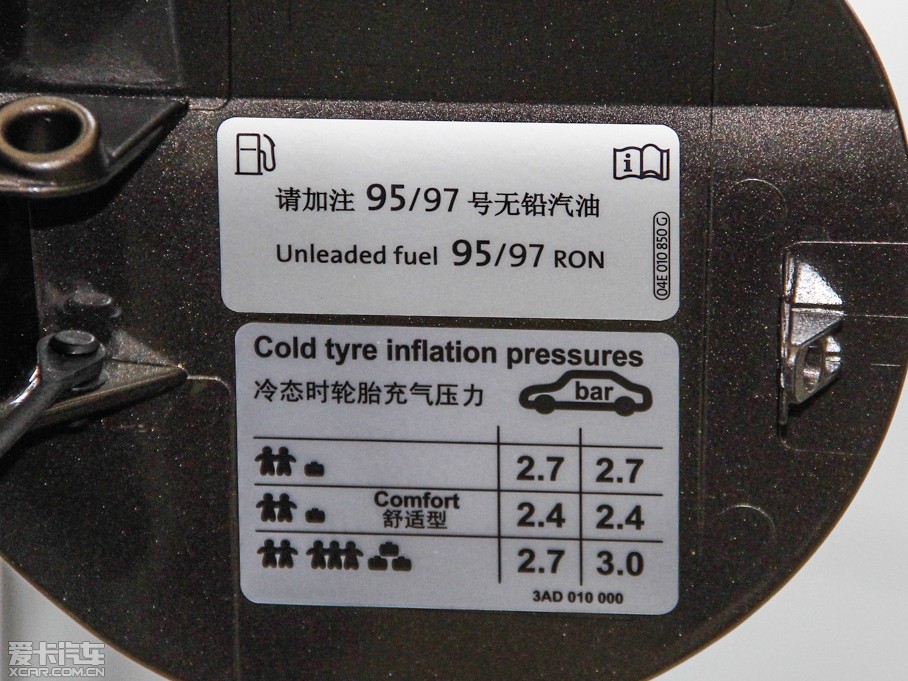 请加注 95/97 号无铅汽油
Unleaded fuel 95/97 RON
04E 010 850 G
Cold tyre inflation pressures
冷态时轮胎充气压力
bar
2.7 2.7
Comfort
舒适型
2.4 2.4
2.7 3.0
3AD 010 000
爱卡汽车
XCAR.COM.CN